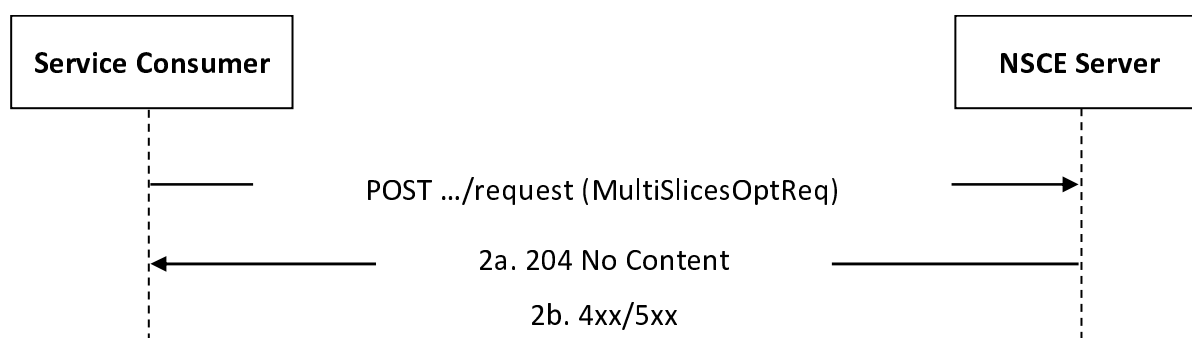 Service Consumer
NSCE Server
POST .../request (MultiSlicesOptReq)
2a. 204 No Content
2b. 4xx/5xx